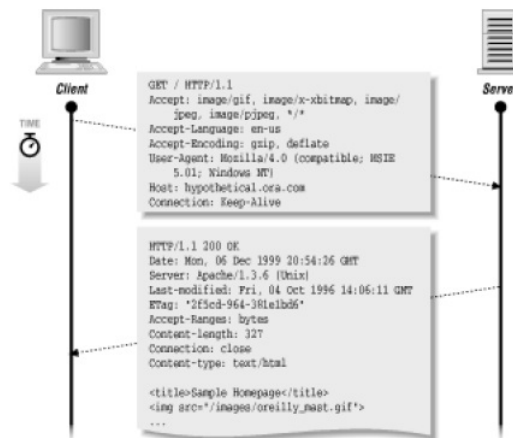 Client
Server
TIME
GET / HTTP/1.1
Accept: image/gif, image/x-xbitmap, image/
jpeg, image/pjpeg, */*
Accept-Language: en-us
Accept-Encoding: gzip, deflate
User-Agent: Mozilla/4.0 (compatible; MSIE
5.01; Windows NT)
Host: hypothetical.ora.com
Connection: Keep-Alive
HTTP/1.1 200 OK
Date: Mon, 06 Dec 1999 20:54:26 GMT
Server: Apache/1.3.6 (Unix)
Last-modified: Fri, 04 Oct 1996 14:06:11 GMT
ETag: "2f5cd-964-381e1bd6"
Accept-Ranges: bytes
Content-length: 327
Connection: close
Content-type: text/html
<title>Sample Homepage</title>
<img src="/images/oreilly_mast.gif">
...